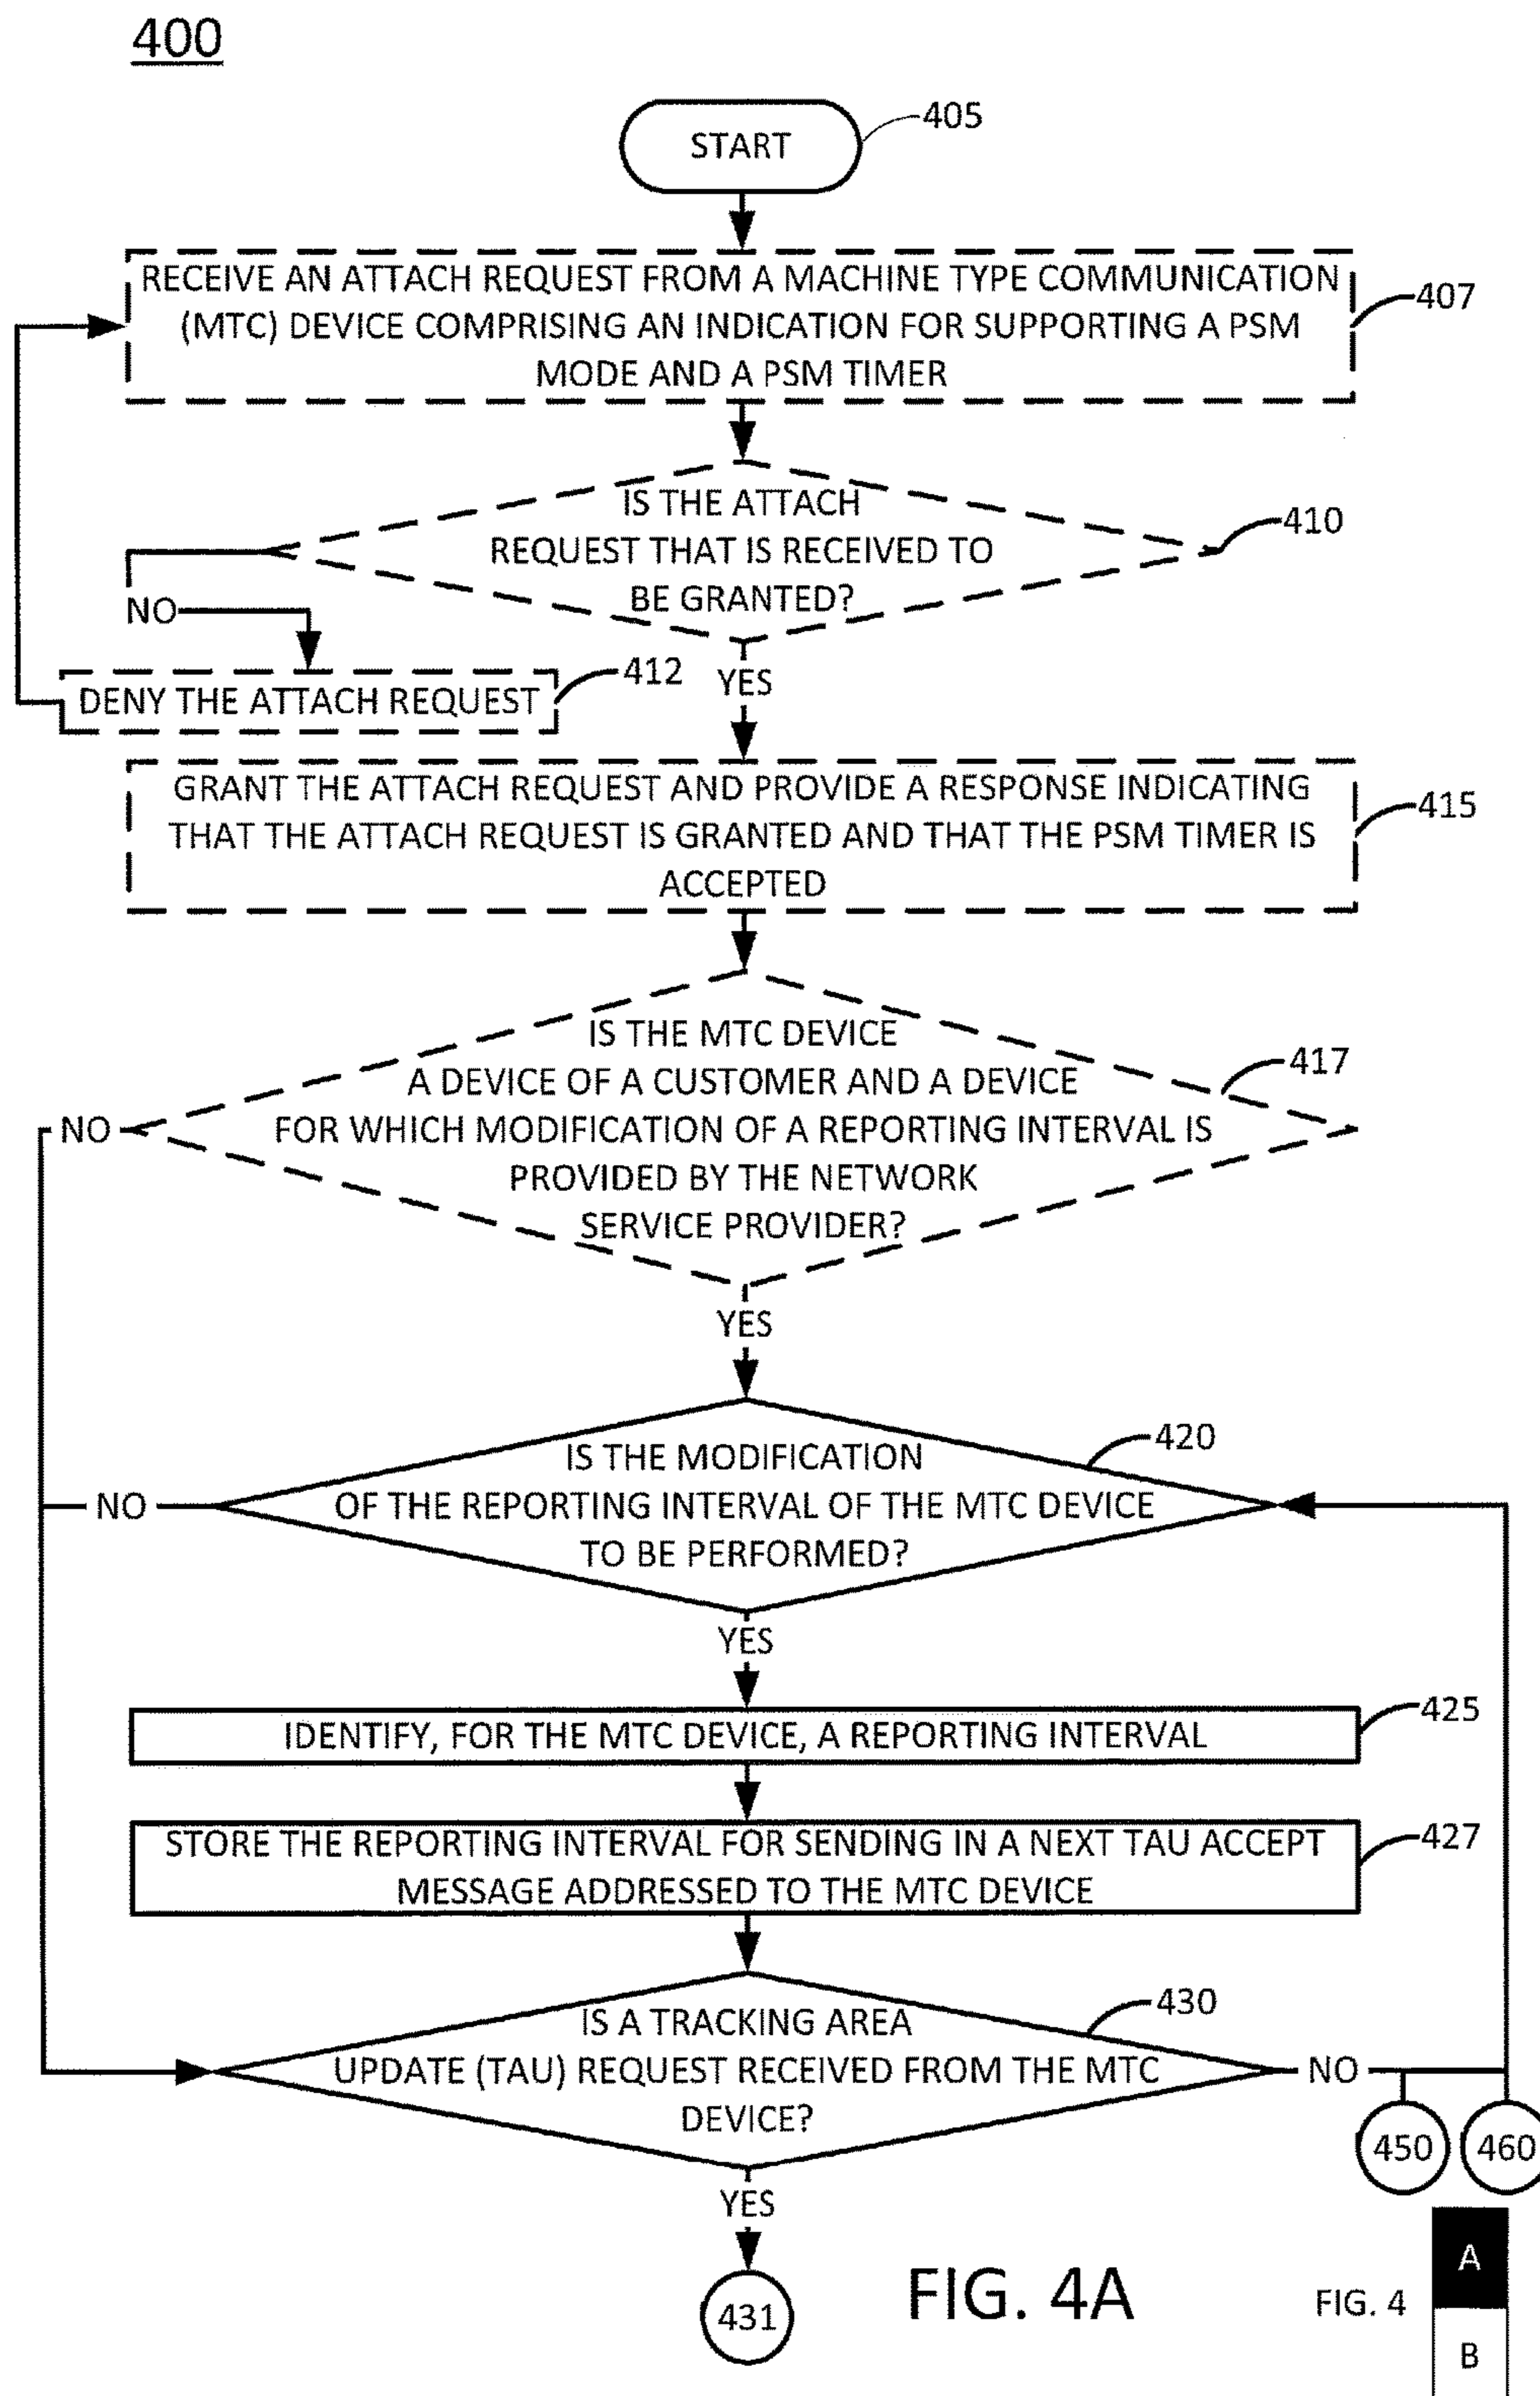 400
START
405
RECEIVE AN ATTACH REQUEST FROM A MACHINE TYPE COMMUNICATION
(MTC) DEVICE COMPRISING AN INDICATION FOR SUPPORTING A PSM
MODE AND A PSM TIMER
407
IS THE ATTACH
REQUEST THAT IS RECEIVED TO
BE GRANTED?
410
NO
DENY THE ATTACH REQUEST
412
YES
GRANT THE ATTACH REQUEST AND PROVIDE A RESPONSE INDICATING
THAT THE ATTACH REQUEST IS GRANTED AND THAT THE PSM TIMER IS
ACCEPTED
415
IS THE MTC DEVICE
A DEVICE OF A CUSTOMER AND A DEVICE
FOR WHICH MODIFICATION OF A REPORTING INTERVAL IS
PROVIDED BY THE NETWORK
SERVICE PROVIDER?
417
NO
YES
IS THE MODIFICATION
OF THE REPORTING INTERVAL OF THE MTC DEVICE
TO BE PERFORMED?
420
NO
YES
IDENTIFY, FOR THE MTC DEVICE, A REPORTING INTERVAL
425
STORE THE REPORTING INTERVAL FOR SENDING IN A NEXT TAU ACCEPT
MESSAGE ADDRESSED TO THE MTC DEVICE
427
IS A TRACKING AREA
UPDATE (TAU) REQUEST RECEIVED FROM THE MTC
DEVICE?
430
NO
450
460
YES
431
FIG. 4A
FIG. 4
A
B